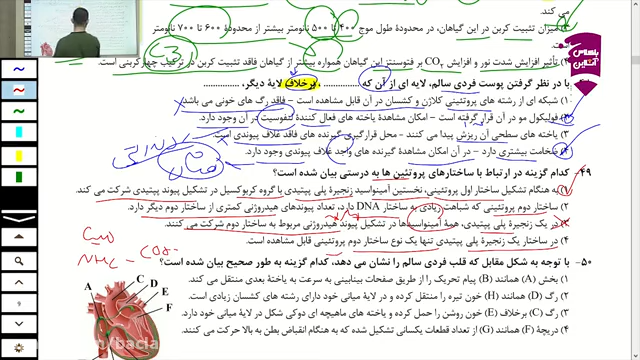 می کند.
میزان تثبیت کربن در این گیاهان، در محدودهٔ طول موج ۴۰۰ تا ۵۰۰ نانومتر بیشتر از محدودهٔ ۶۰۰ تا ۷۰۰ نانومتر
است.
۴) تأثیر افزایش شدت نور و افزایش CO۲ بر فتوسنتز این گیاهان همواره بیشتر از گیاهان فاقد تثبیت کربن در ترکیب چهارکربنی است.
با در نظر گرفتن پوست فردی سالم، لایه ای از آن که ............ ، برخلاف لایهٔ دیگر، ............
۱) شبکه ای از رشته های پروتئینی کلاژن و کشسان در آن قابل مشاهده است – فاقد رگ های خونی می باشد
۲) فولیکول مو در آن قرار گرفته است – امکان مشاهدهٔ یاخته های فعال کنندهٔ لنفوسیت در آن وجود دارد.
۳) یاخته های سطحی آن ریزش پیدا می کنند – محل قرارگیری گیرنده های فاقد غلاف پیوندی است.
۴) ضخامت بیشتری دارد – در آن امکان مشاهدهٔ گیرنده های واجد غلاف پیوندی وجود دارد.
۴۹- کدام گزینه در ارتباط با ساختارهای پروتئین ها به درستی بیان شده است؟
۱) به هنگام تشکیل ساختار اول پروتئینی، نخستین آمینواسید زنجیرهٔ پلی پپتیدی با گروه کربوکسیل در تشکیل پیوند پپتیدی شرکت می کند.
۲) ساختار دوم پروتئینی که شباهت زیادی به ساختار DNA دارد، تعداد پیوندهای هیدروژنی کمتری از ساختار دوم دیگر دارد.
۳) در یک زنجیرهٔ پلی پپتیدی، همهٔ آمینواسیدها در تشکیل پیوند هیدروژنی مربوط به ساختار دوم شرکت می کنند.
۴) در ساختار یک زنجیرهٔ پلی پپتیدی تنها یک نوع ساختار دوم پروتئینی قابل مشاهده است.
۵۰- با توجه به شکل مقابل که قلب فردی سالم را نشان می دهد، کدام گزینه به طور صحیح بیان شده است؟
۱) بخش (A) همانند (B) پیام تحریک را از طریق صفحات بینابینی به سرعت به یاختهٔ بعدی منتقل می کند.
۲) رگ (D) همانند (H) خون تیره را منتقل کرده و در لایهٔ میانی خود دارای رشته های کشسان زیادی است.
۳) رگ (C) برخلاف (E) خون روشن را حمل کرده و یاخته های ماهیچه ای دوکی شکل در لایهٔ میانی خود دارد.
۴) دریچهٔ (F) همانند (G) از تعداد قطعات یکسانی تشکیل شده که به هنگام انقباض بطن به بالا حرکت می کنند.
A
C
D
E
F